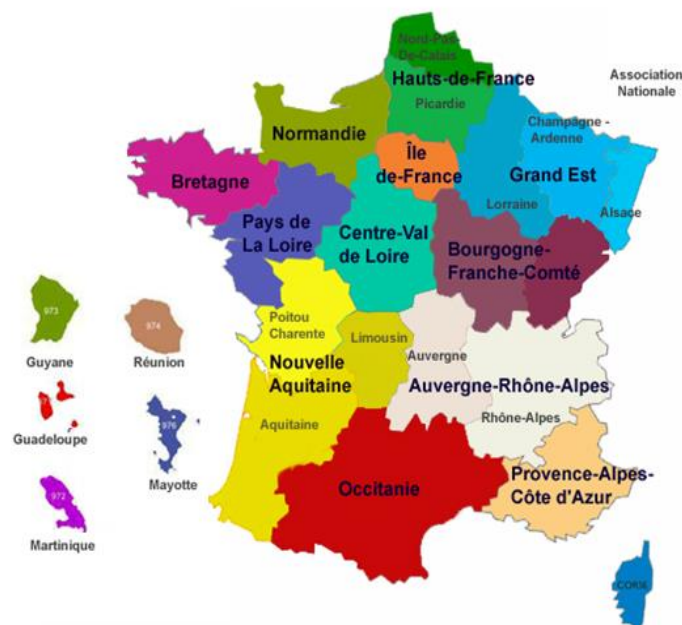 Nord-Pas-
De-Calais
Hauts-de-France
Picardie
Association
Nationale
Normandie
Champagne -
Ardenne
Île
de-France
Grand Est
Bretagne
Lorraine
Alsace
Pays de
La Loire
Centre-Val
de Loire
Bourgogne-
Franche-Comté
973
974
Poitou
Charente
Limousin
Auvergne
Guyane
Réunion
Nouvelle
Aquitaine
Auvergne-Rhône-Alpes
Rhône-Alpes
Aquitaine
Guadeloupe
976
Mayotte
972
Occitanie
Provence-Alpes-
Côte d'Azur
Martinique